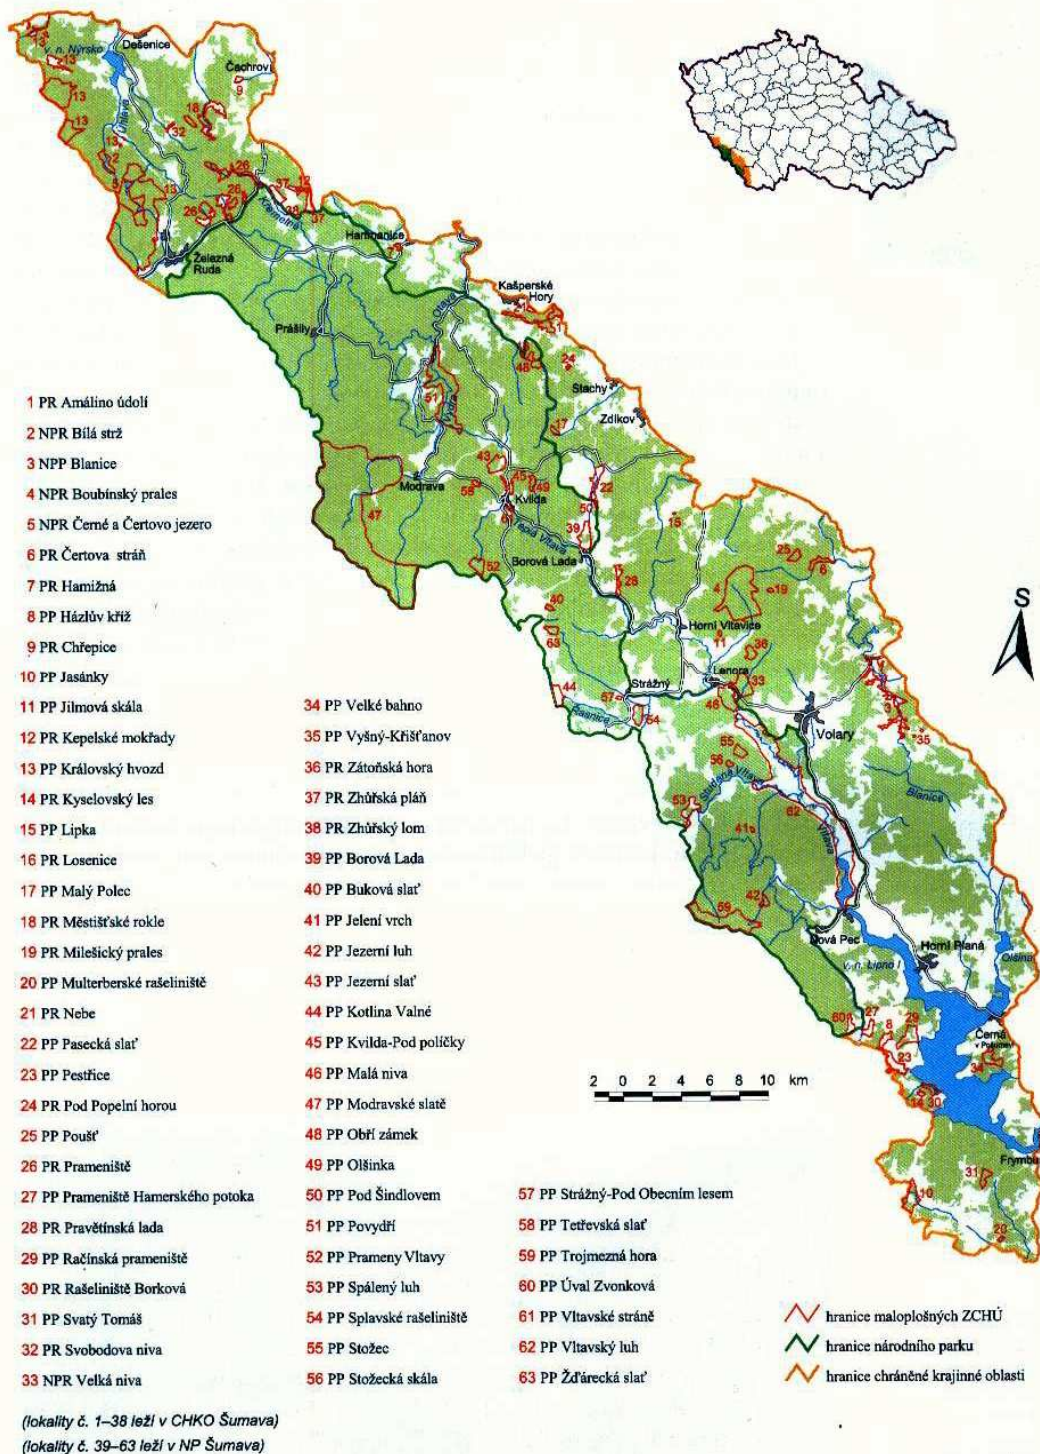 v. n. Nýrsko
Dešenice
Čachrov
Úhlava
Křemelná
Hartmanice
Železná
Ruda
Prášily
Otava
Kašperské
Hory
Stachy
Zdíkov
Vydra
Modrava
Kvilda
Teplá Vltava
Borová Lada
Horní Vltavice
Lenora
Strážný
Řasnice
Volary
Studená Vltava
Vltava
Blanice
Nová Pec
v. n. Lipno I
Horní Planá
Olšina
Černá
v Pošumaví
Frymburk
S
2 0 2 4 6 8 10 km
1 PR Amálino údolí
2 NPR Bílá strž
3 NPP Blanice
4 NPR Boubínský prales
5 NPR Černé a Čertovo jezero
6 PR Čertova stráň
7 PR Hamižná
8 PP Házlův kříž
9 PR Chřepice
10 PP Jasánky
11 PP Jilmová skála
12 PR Kepelské mokřady
13 PP Královský hvozd
14 PR Kyselovský les
15 PP Lipka
16 PR Losenice
17 PP Malý Polec
18 PR Městišťské rokle
19 PR Milešický prales
20 PP Multerberské rašeliniště
21 PR Nebe
22 PP Pasecká slať
23 PP Pestřice
24 PR Pod Popelní horou
25 PP Poušť
26 PR Prameniště
27 PP Prameniště Hamerského potoka
28 PR Pravětínská lada
29 PP Račínská prameniště
30 PR Rašeliniště Borková
31 PP Svatý Tomáš
32 PR Svobodova niva
33 NPR Velká niva
34 PP Velké bahno
35 PP Vyšný-Křišťanov
36 PR Zátoňská hora
37 PR Zhůřská pláň
38 PR Zhůřský lom
39 PP Borová Lada
40 PP Buková slať
41 PP Jelení vrch
42 PP Jezerní luh
43 PP Jezerní slať
44 PP Kotlina Valné
45 PP Kvilda-Pod políčky
46 PP Malá niva
47 PP Modravské slatě
48 PP Obří zámek
49 PP Olšinka
50 PP Pod Šindlovem
51 PP Povydří
52 PP Prameny Vltavy
53 PP Spálený luh
54 PP Splavské rašeliniště
55 PP Stožec
56 PP Stožecká skála
57 PP Strážný-Pod Obecním lesem
58 PP Tetřevská slať
59 PP Trojmezná hora
60 PP Úval Zvonková
61 PP Vltavské stráně
62 PP Vltavský luh
63 PP Žďárecká slať
hranice maloplošných ZCHÚ
hranice národního parku
hranice chráněné krajinné oblasti
(lokality č. 1–38 leží v CHKO Šumava)
(lokality č. 39–63 leží v NP Šumava)